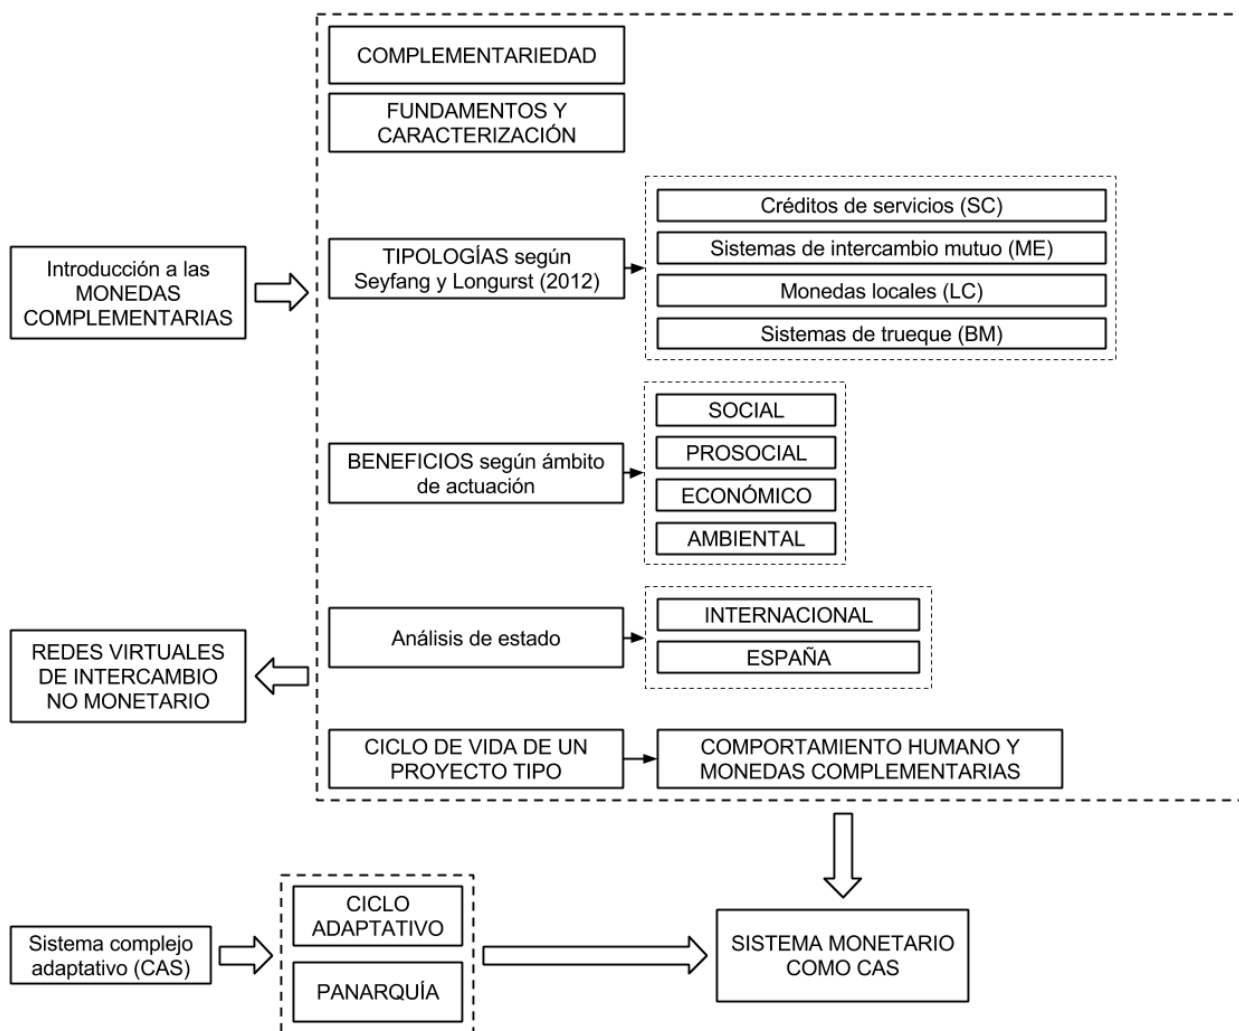 COMPLEMENTARIEDAD
FUNDAMENTOS Y
CARACTERIZACIÓN
Introducción a las
MONEDAS
COMPLEMENTARIAS
TIPOLOGÍAS según
Seyfang y Longurst (2012)
Créditos de servicios (SC)
Sistemas de intercambio mutuo (ME)
Monedas locales (LC)
Sistemas de trueque (BM)
BENEFICIOS según ámbito
de actuación
SOCIAL
PROSOCIAL
ECONÓMICO
AMBIENTAL
REDES VIRTUALES
DE INTERCAMBIO
NO MONETARIO
Análisis de estado
INTERNACIONAL
ESPAÑA
CICLO DE VIDA DE UN
PROYECTO TIPO
COMPORTAMIENTO HUMANO Y
MONEDAS COMPLEMENTARIAS
Sistema complejo
adaptativo (CAS)
CICLO
ADAPTATIVO
PANARQUÍA
SISTEMA MONETARIO
COMO CAS